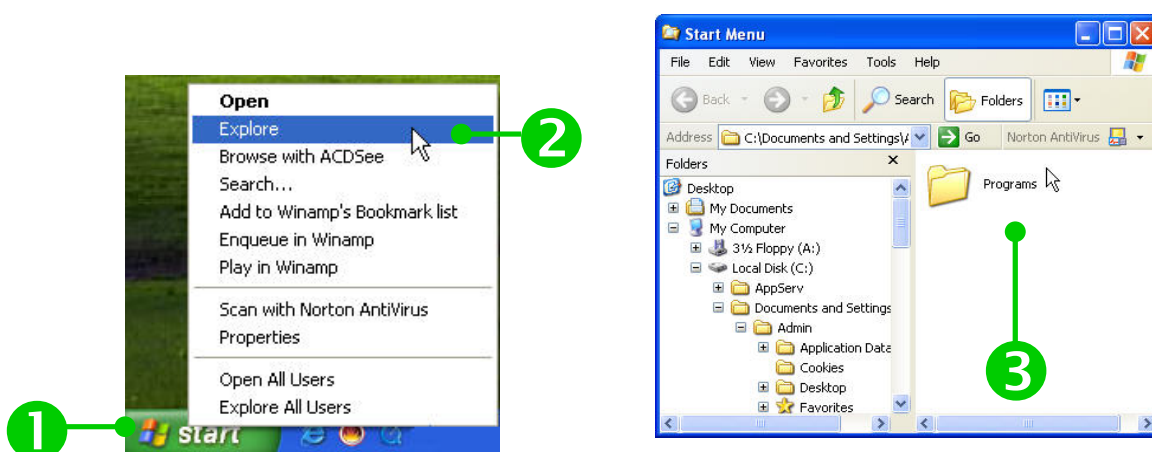 Open
Explore
Browse with ACDSee
Search...
Add to Winamp's Bookmark list
Enqueue in Winamp
Play in Winamp
Scan with Norton AntiVirus
Properties
Open All Users
Explore All Users
start
1
2
Start Menu
File Edit View Favorites Tools Help
Back Search Folders
Address C:\Documents and Settings\A Go Norton AntiVirus
Folders x
Desktop
My Documents
My Computer
3½ Floppy (A:)
Local Disk (C:)
AppServ
Documents and Settings
Admin
Application Data
Cookies
Desktop
Favorites
Programs
3